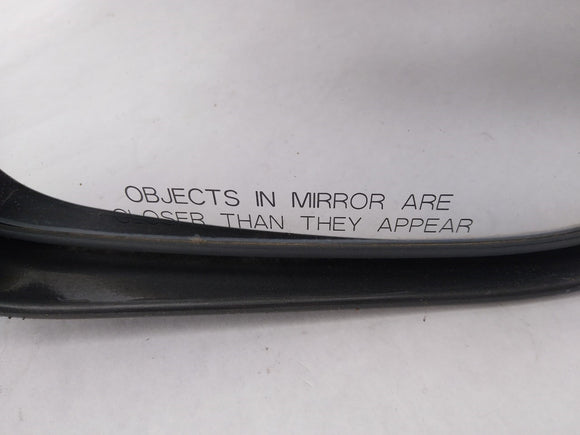 OBJECTS IN MIRROR ARE
CLOSER THAN THEY APPEAR